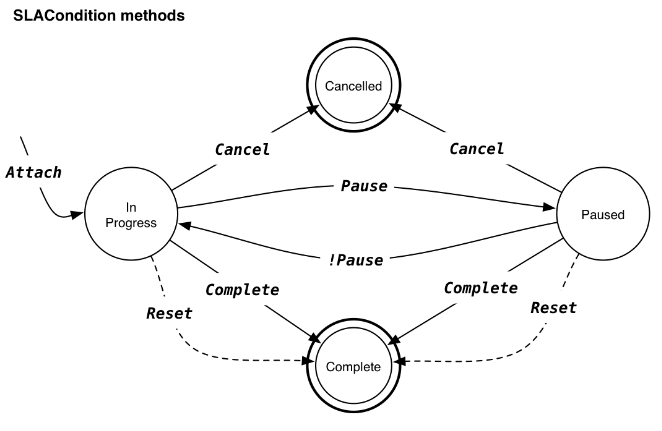 SLACondition methods
Cancelled
Cancel
Cancel
Attach
Pause
In
Progress
Paused
!Pause
Complete
Complete
Reset
Reset
Complete